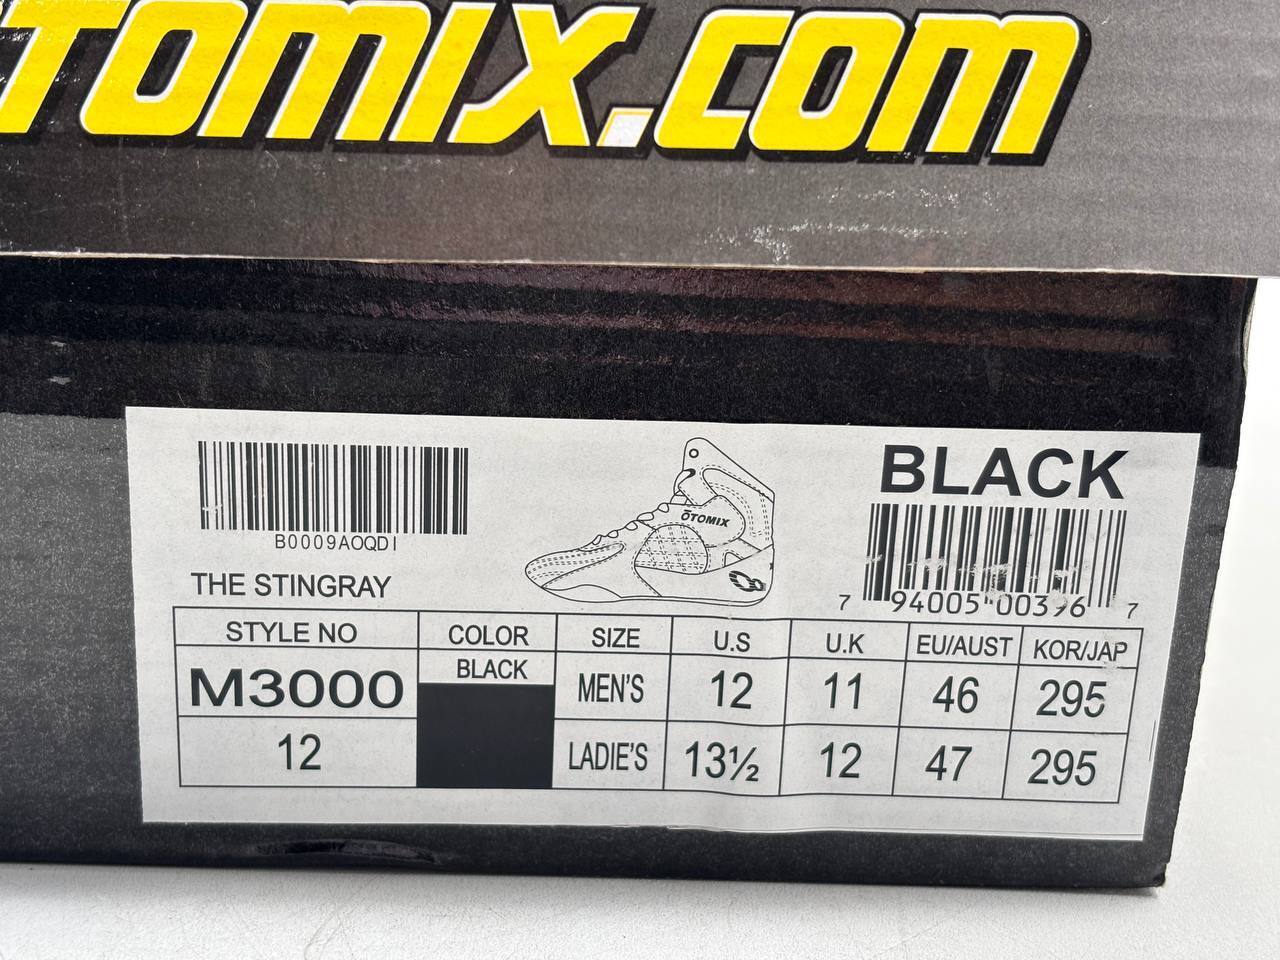 TOMIX.COM
B0009AOQDI
THE STINGRAY
OTOMIX
BLACK
7 94005 00396 7
STYLE NO COLOR SIZE U.S U.K EU/AUST KOR/JAP
M3000 BLACK MEN'S 12 11 46 295
12 LADIE'S 13½ 12 47 295